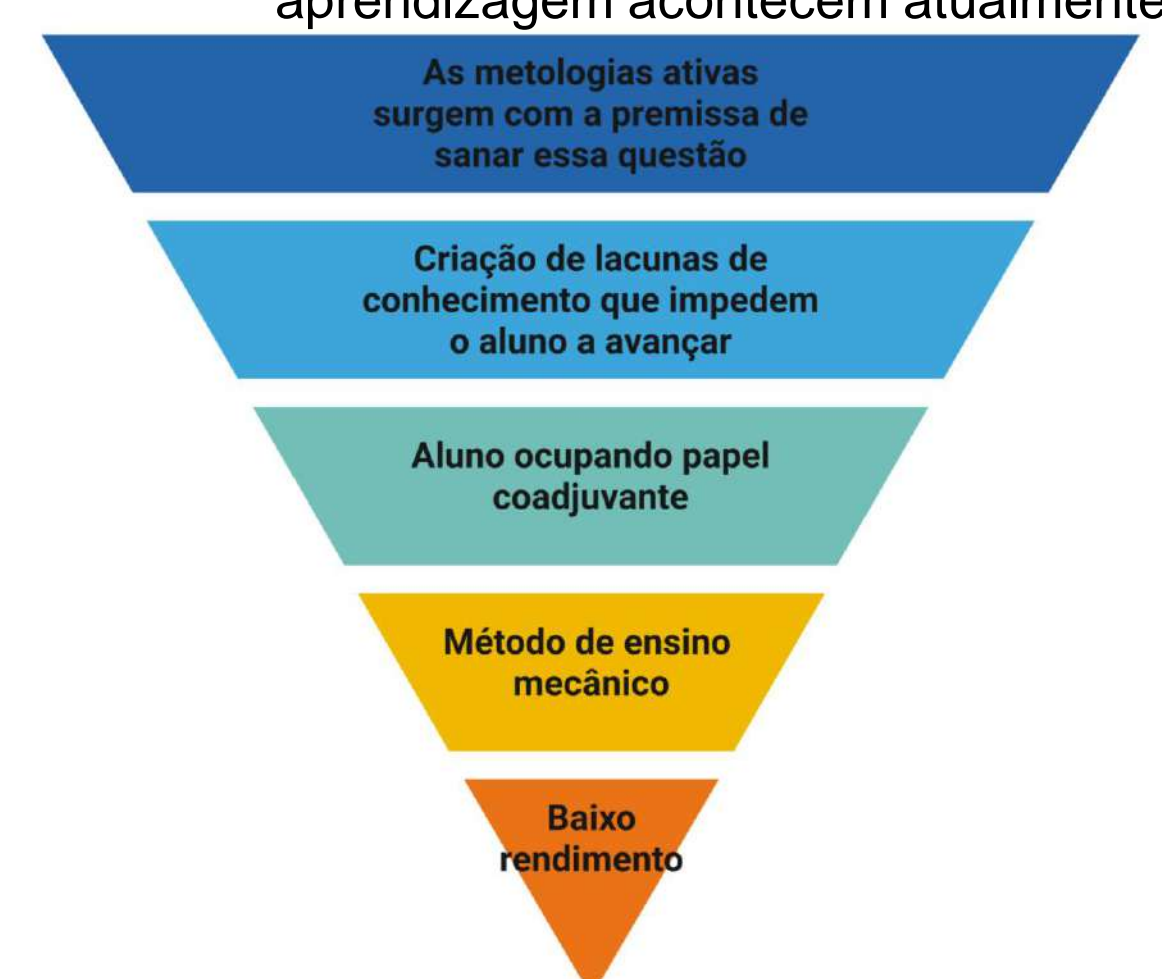 aprendizagem acontecem atualmente
As metologias ativas
surgem com a premissa de
sanar essa questão
Criação de lacunas de
conhecimento que impedem
o aluno a avançar
Aluno ocupando papel
coadjuvante
Método de ensino
mecânico
Baixo
rendimento